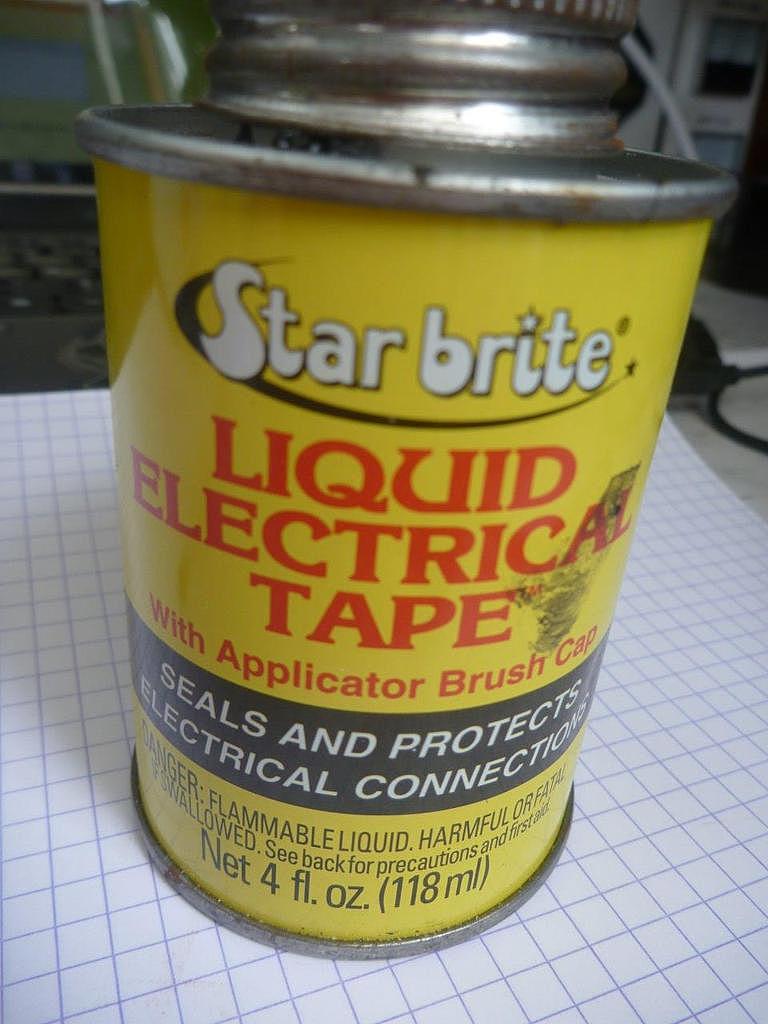 Star brite®
LIQUID
ELECTRICAL
TAPE™
With Applicator Brush Cap
SEALS AND PROTECTS
ELECTRICAL CONNECTIONS
DANGER: FLAMMABLE LIQUID. HARMFUL OR FATAL
IF SWALLOWED. See back for precautions and first aid.
Net 4 fl. oz. (118 ml)